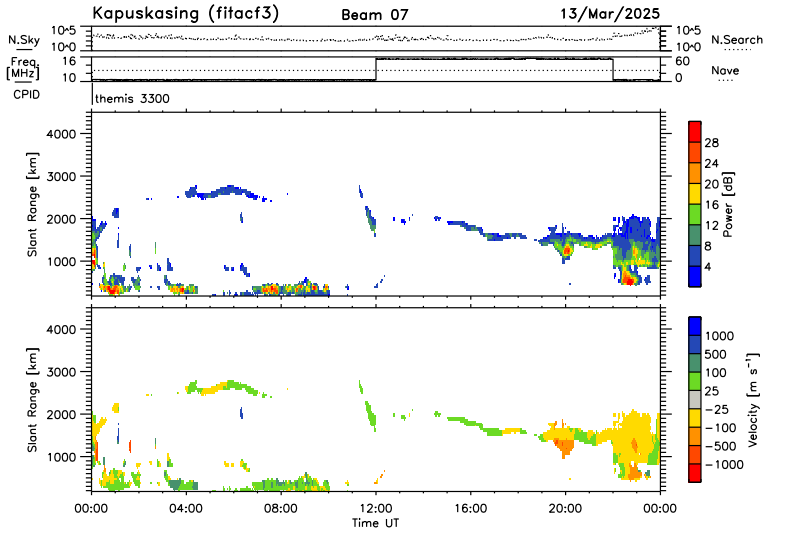 Kapuskasing (fitacf3) Beam 07 13/Mar/2025
N.Sky 10^5 10^0 10^5 10^0 N.Search
Freq. [MHz] 16 10 60 0 Nave
CPID themis 3300
Slant Range [km] 4000 3000 2000 1000
Power [dB] 28 24 20 16 12 8 4
Slant Range [km] 4000 3000 2000 1000
Velocity [m s⁻¹] 1000 500 100 25 −25 −100 −500 −1000
00:00 04:00 08:00 12:00 16:00 20:00 00:00
Time UT